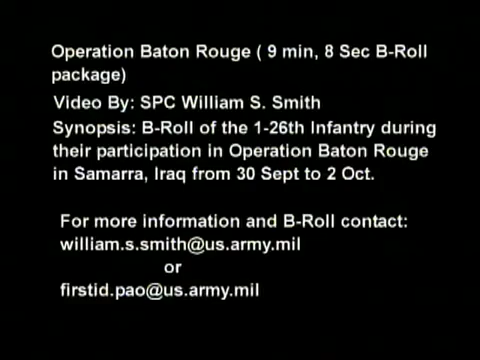 Operation Baton Rouge ( 9 min, 8 Sec B-Roll
package)
Video By: SPC William S. Smith
Synopsis: B-Roll of the 1-26th Infantry during
their participation in Operation Baton Rouge
in Samarra, Iraq from 30 Sept to 2 Oct.
For more information and B-Roll contact:
william.s.smith@us.army.mil
or
firstid.pao@us.army.mil